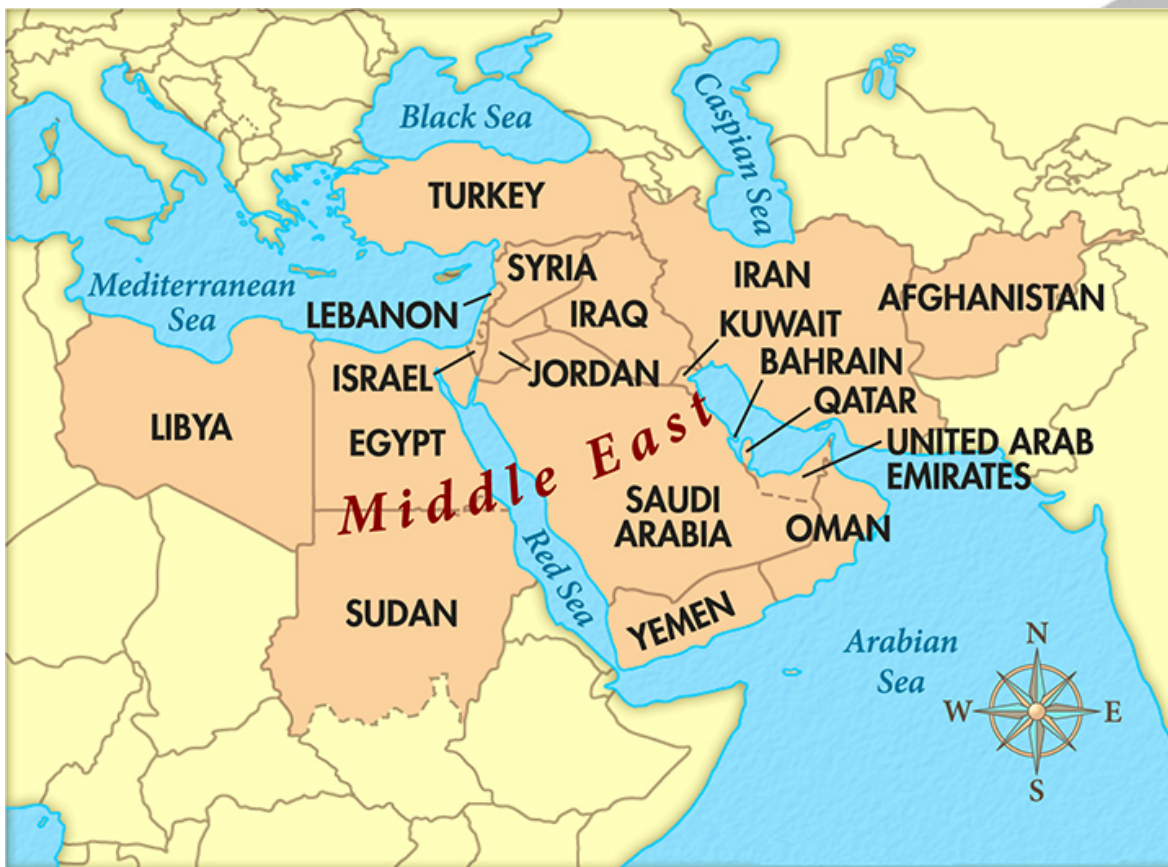 Black Sea
Caspian Sea
TURKEY
Mediterranean
Sea
SYRIA
IRAN
AFGHANISTAN
LEBANON
IRAQ
KUWAIT
ISRAEL
JORDAN
BAHRAIN
QATAR
LIBYA
EGYPT
UNITED ARAB
EMIRATES
Middle East
SAUDI
ARABIA
OMAN
Red Sea
SUDAN
YEMEN
Arabian
Sea
N
W
E
S